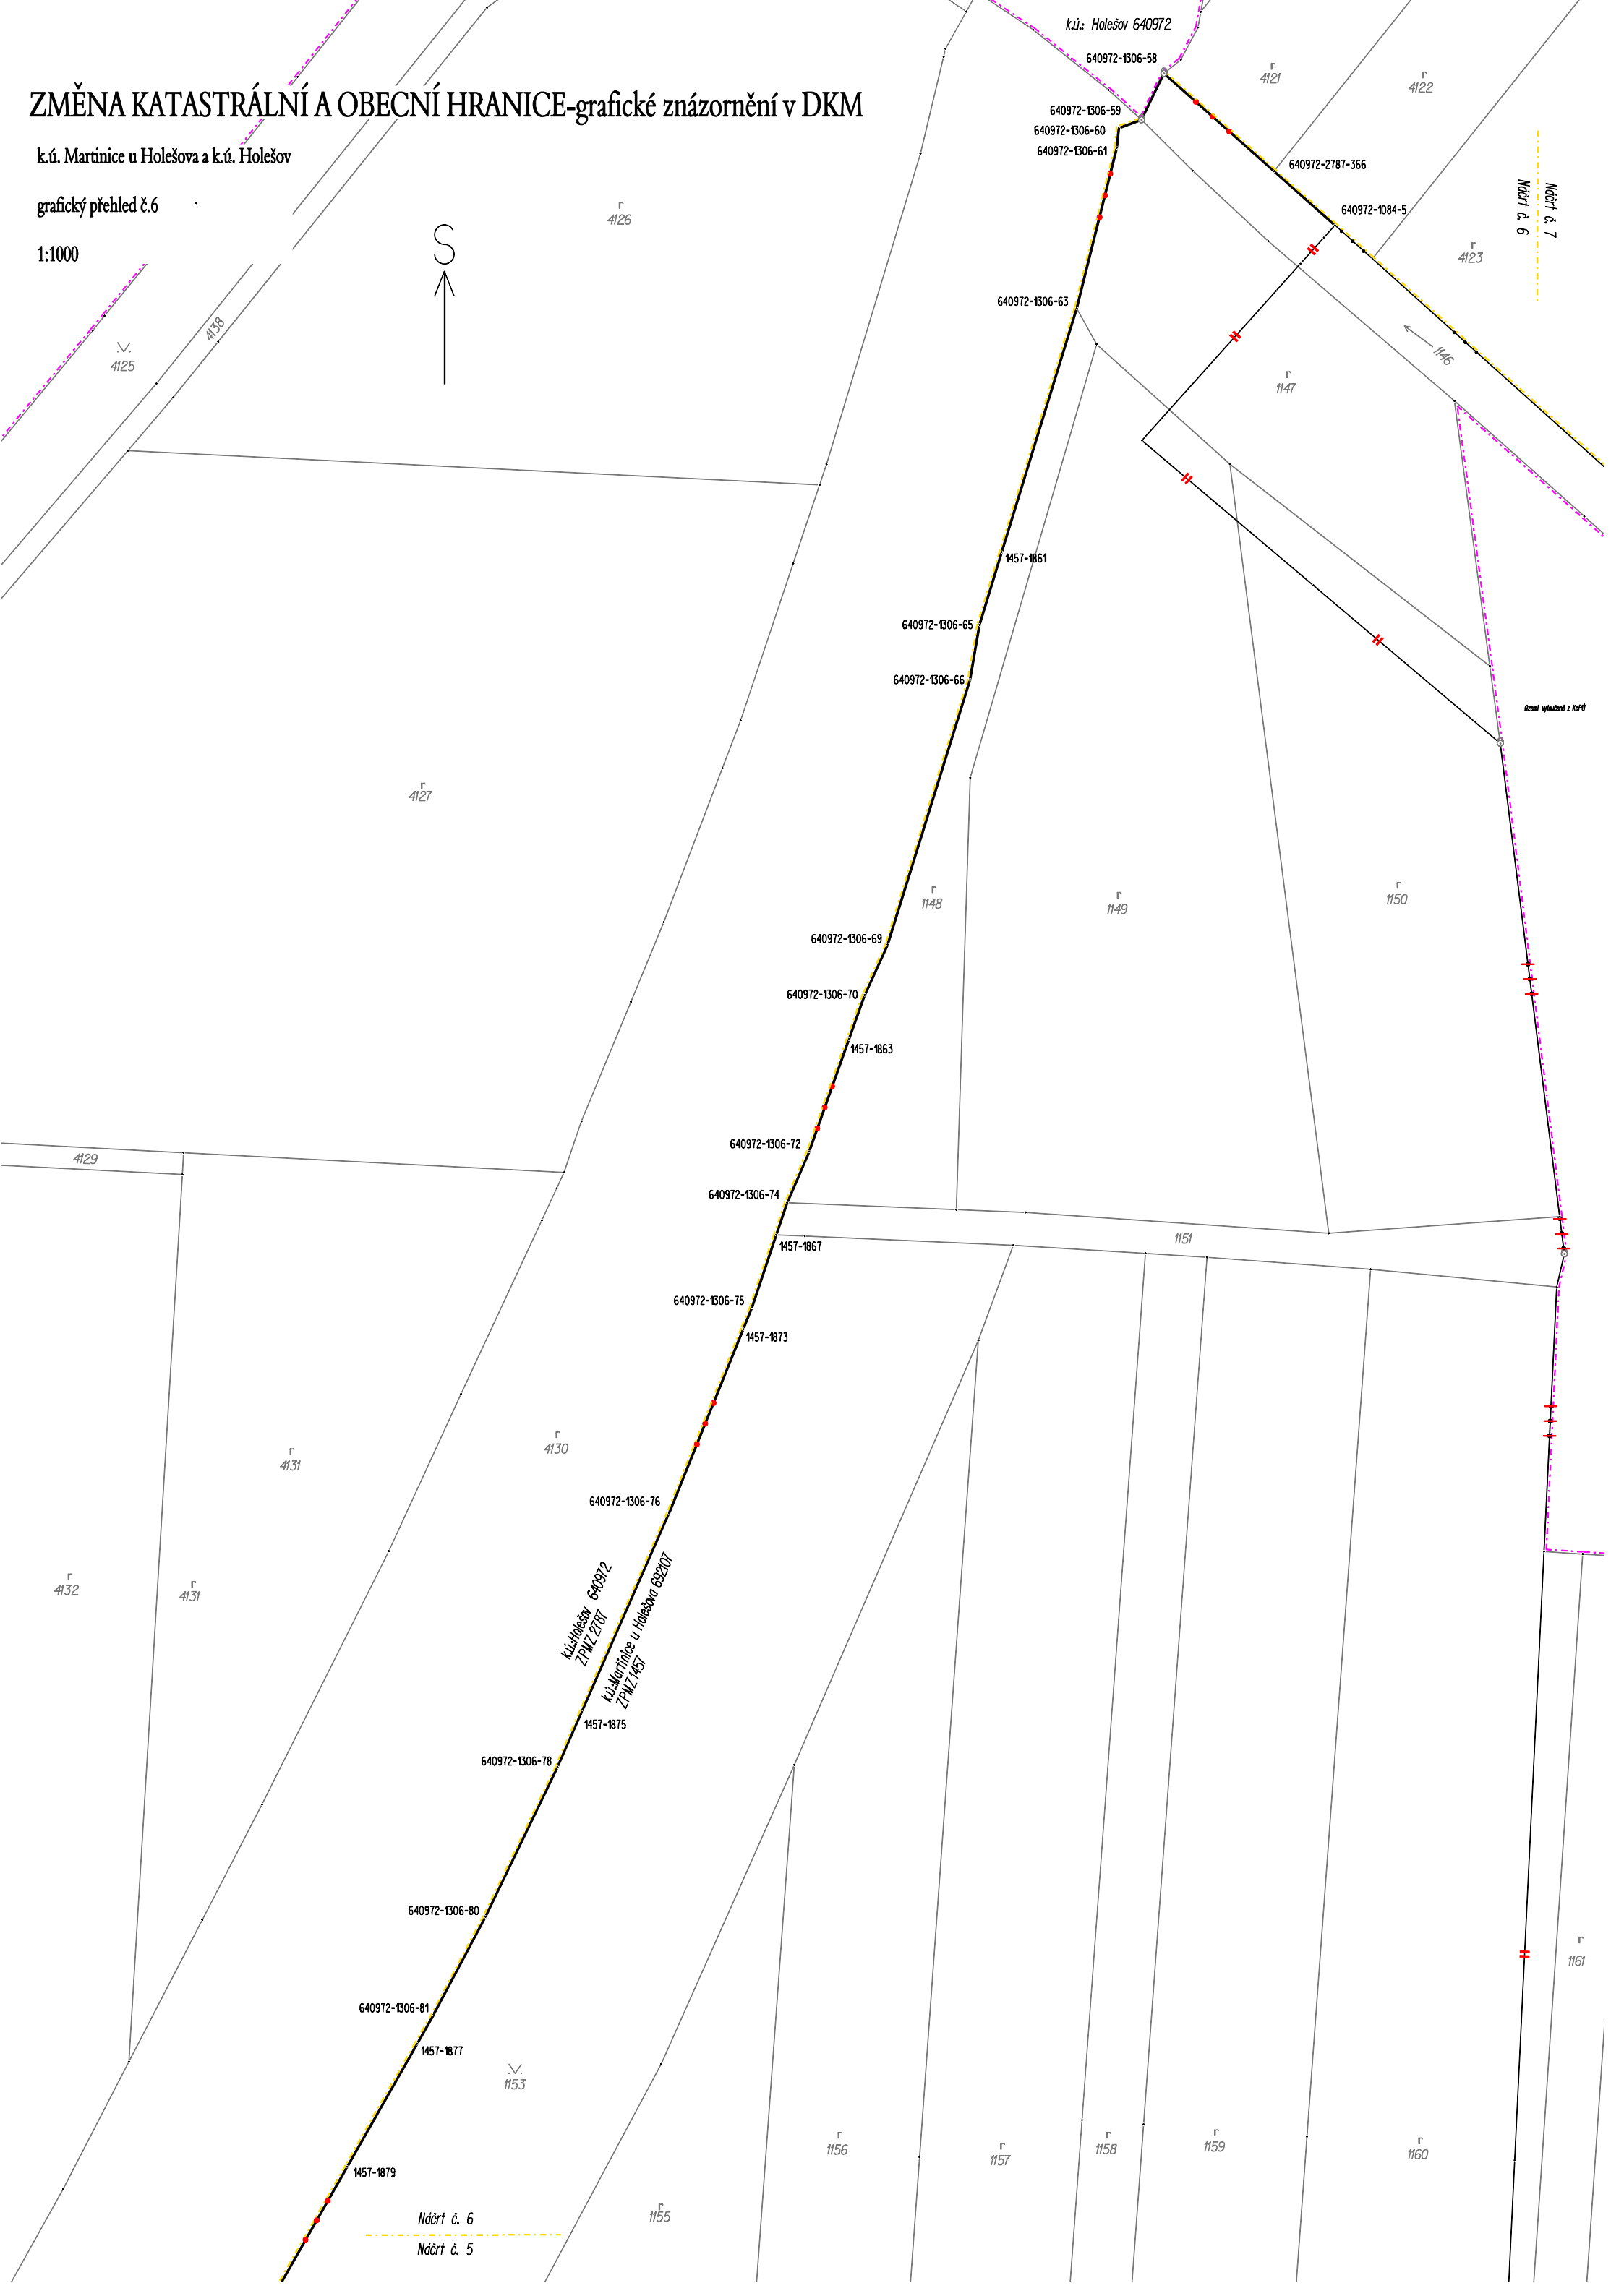 k.ú.: Holešov 640972
640972-1306-58
r
4121
r
4122
ZMĚNA KATASTRÁLNÍ A OBECNÍ HRANICE-grafické znázornění v DKM
640972-1306-59
640972-1306-60
640972-1306-61
k.ú. Martinice u Holešova a k.ú. Holešov
640972-2787-366
grafický přehled č.6
r
4126
640972-1084-5
Náčrt č. 7
Náčrt č. 6
1:1000
S
r
4123
640972-1306-63
4138
4125
1146
r
1147
1457-1861
640972-1306-65
640972-1306-66
území vyloučené z KoPÚ
r
4127
r
1148
r
1149
r
1150
640972-1306-69
640972-1306-70
1457-1863
640972-1306-72
4129
640972-1306-74
1151
1457-1867
640972-1306-75
1457-1873
r
4130
r
4131
640972-1306-76
r
4132
r
4131
k.ú.:Holešov 640972
ZPMZ 2787
k.ú.:Martinice u Holešova 692107
ZPMZ 1457
1457-1875
640972-1306-78
640972-1306-80
r
1161
640972-1306-81
1457-1877
1153
r
1156
r
1157
r
1158
r
1159
r
1160
1457-1879
r
1155
Náčrt č. 6
Náčrt č. 5